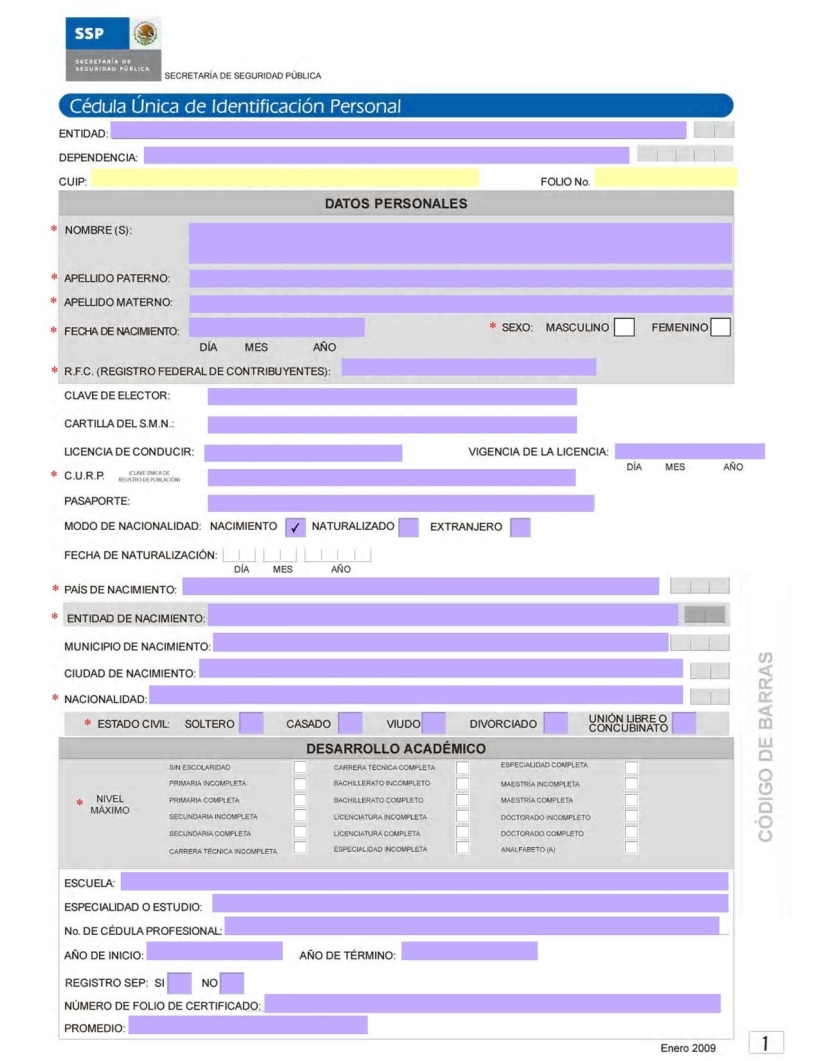 SSP
SECRETARÍA DE
SEGURIDAD PÚBLICA
SECRETARÍA DE SEGURIDAD PÚBLICA
Cédula Única de Identificación Personal
ENTIDAD:
DEPENDENCIA:
CUIP: FOLIO No.
DATOS PERSONALES
* NOMBRE (S):
* APELLIDO PATERNO:
* APELLIDO MATERNO:
* FECHA DE NACIMIENTO: * SEXO: MASCULINO FEMENINO
DÍA MES AÑO
* R.F.C. (REGISTRO FEDERAL DE CONTRIBUYENTES):
CLAVE DE ELECTOR:
CARTILLA DEL S.M.N.:
LICENCIA DE CONDUCIR: VIGENCIA DE LA LICENCIA:
DÍA MES AÑO
* C.U.R.P. (CLAVE ÚNICA DE REGISTRO DE POBLACIÓN)
PASAPORTE:
MODO DE NACIONALIDAD: NACIMIENTO ✓ NATURALIZADO EXTRANJERO
FECHA DE NATURALIZACIÓN:
DÍA MES AÑO
* PAÍS DE NACIMIENTO:
* ENTIDAD DE NACIMIENTO:
MUNICIPIO DE NACIMIENTO:
CIUDAD DE NACIMIENTO:
* NACIONALIDAD:
* ESTADO CIVIL: SOLTERO CASADO VIUDO DIVORCIADO UNIÓN LIBRE O CONCUBINATO
DESARROLLO ACADÉMICO
* NIVEL MÁXIMO
SIN ESCOLARIDAD CARRERA TÉCNICA COMPLETA ESPECIALIDAD COMPLETA
PRIMARIA INCOMPLETA BACHILLERATO INCOMPLETO MAESTRÍA INCOMPLETA
PRIMARIA COMPLETA BACHILLERATO COMPLETO MAESTRÍA COMPLETA
SECUNDARIA INCOMPLETA LICENCIATURA INCOMPLETA DOCTORADO INCOMPLETO
SECUNDARIA COMPLETA LICENCIATURA COMPLETA DOCTORADO COMPLETO
CARRERA TÉCNICA INCOMPLETA ESPECIALIDAD INCOMPLETA ANALFABETO (A)
ESCUELA:
ESPECIALIDAD O ESTUDIO:
No. DE CÉDULA PROFESIONAL:
AÑO DE INICIO: AÑO DE TÉRMINO:
REGISTRO SEP: SI NO
NÚMERO DE FOLIO DE CERTIFICADO:
PROMEDIO:
CÓDIGO DE BARRAS
Enero 2009 1